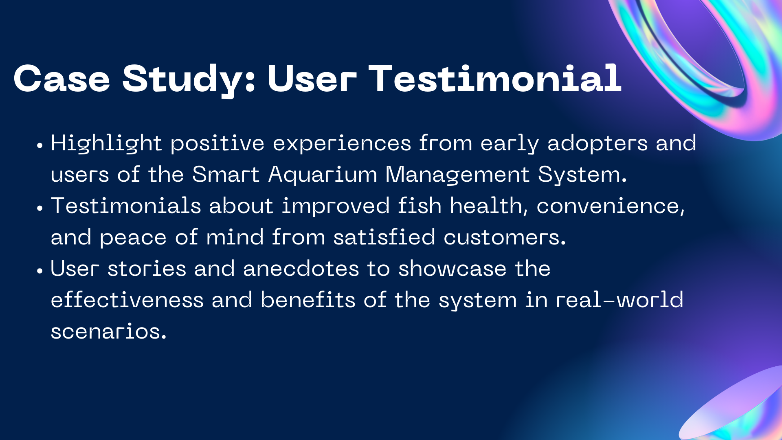 Case Study: User Testimonial
• Highlight positive experiences from early adopters and
users of the Smart Aquarium Management System.
• Testimonials about improved fish health, convenience,
and peace of mind from satisfied customers.
• User stories and anecdotes to showcase the
effectiveness and benefits of the system in real-world
scenarios.